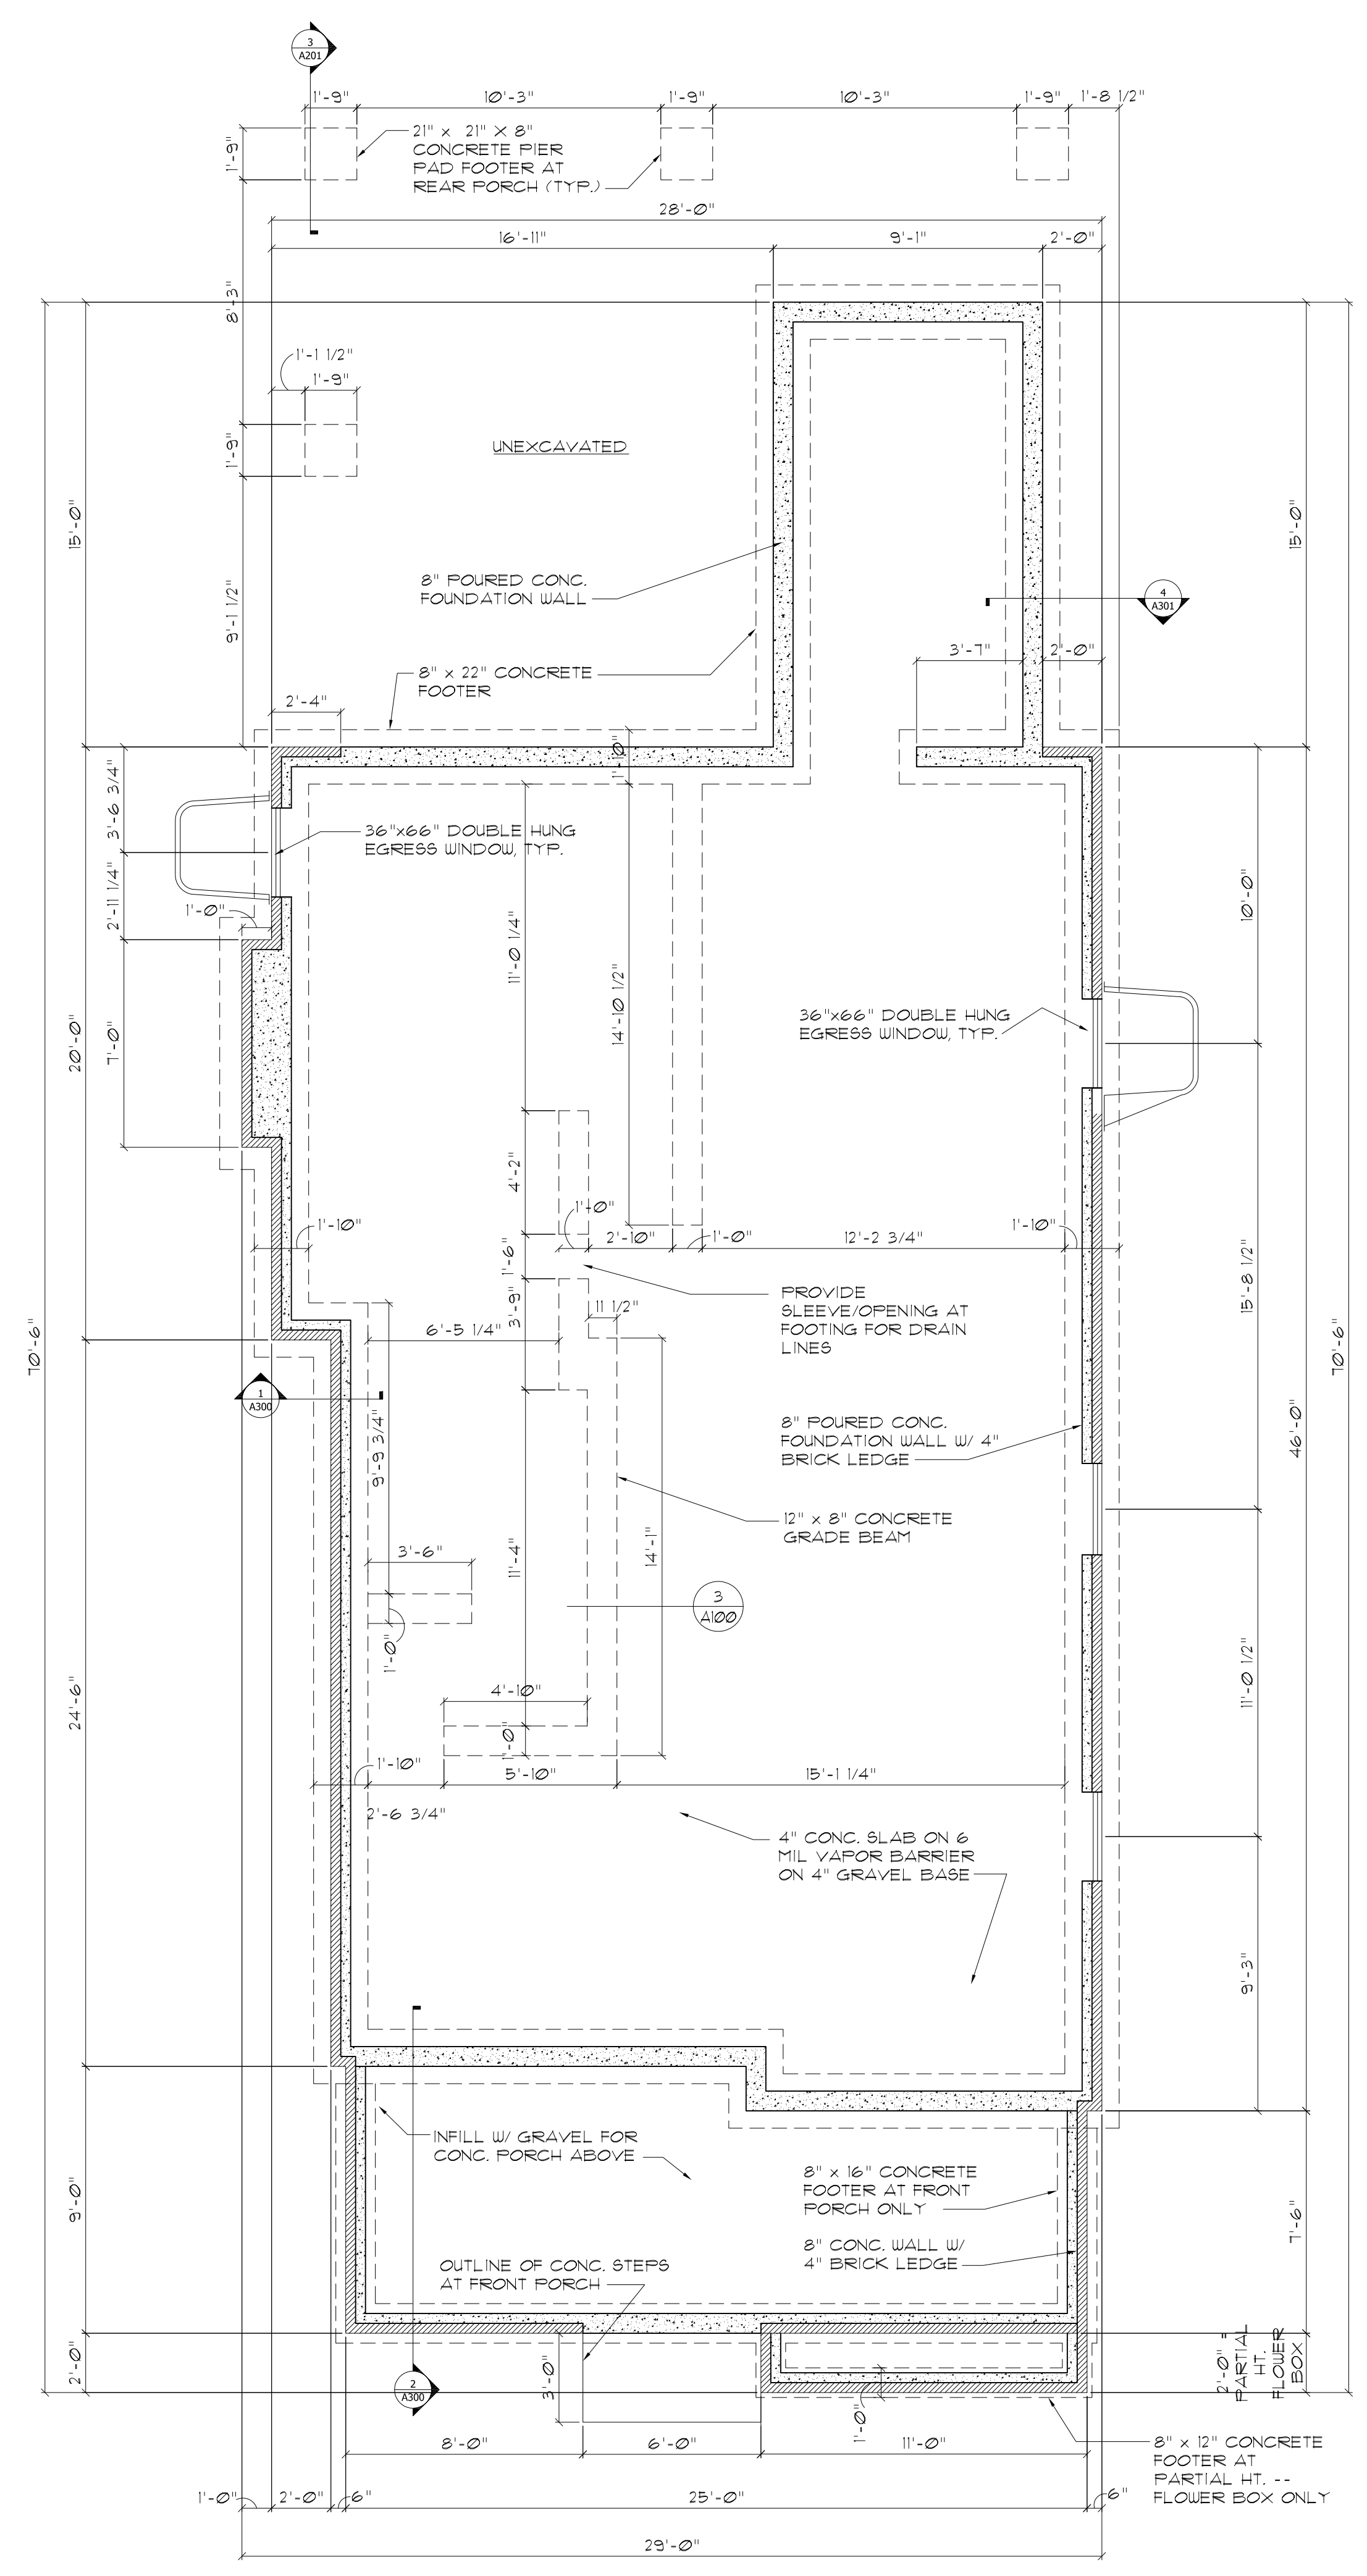 3
A201
1'-9"
10'-3"
1'-9"
10'-3"
1'-9"
1'-8 1/2"
1'-9"
21" x 21" X 8"
CONCRETE PIER
PAD FOOTER AT
REAR PORCH (TYP.)
28'-0"
16'-11"
9'-1"
2'-0"
8'-3"
1'-1 1/2"
1'-9"
1'-9"
UNEXCAVATED
15'-0"
15'-0"
9'-1 1/2"
8" POURED CONC.
FOUNDATION WALL
4
A301
3'-7"
2'-0"
8" x 22" CONCRETE
FOOTER
2'-4"
1'-10"
3'-6 3/4"
36"x66" DOUBLE HUNG
EGRESS WINDOW, TYP.
2'-11 1/4"
1'-0"
10'-0"
11'-0 1/4"
14'-10 1/2"
36"x66" DOUBLE HUNG
EGRESS WINDOW, TYP.
20'-0"
7'-0"
4'-2"
1'-0"
1'-10"
2'-10"
1'-0"
12'-2 3/4"
1'-10"
1'-6"
PROVIDE
SLEEVE/OPENING AT
FOOTING FOR DRAIN
LINES
15'-8 1/2"
3'-9"
11 1/2"
6'-5 1/4"
70'-6"
70'-6"
1
A300
9'-9 3/4"
8" POURED CONC.
FOUNDATION WALL W/ 4"
BRICK LEDGE
46'-0"
12" x 8" CONCRETE
GRADE BEAM
11'-4"
14'-1"
3'-6"
3
A100
1'-0"
24'-6"
11'-0 1/2"
4'-10"
1'-0"
1'-10"
5'-10"
15'-1 1/4"
2'-6 3/4"
4" CONC. SLAB ON 6
MIL VAPOR BARRIER
ON 4" GRAVEL BASE
9'-3"
INFILL W/ GRAVEL FOR
CONC. PORCH ABOVE
8" x 16" CONCRETE
FOOTER AT FRONT
PORCH ONLY
9'-0"
7'-6"
8" CONC. WALL W/
4" BRICK LEDGE
OUTLINE OF CONC. STEPS
AT FRONT PORCH
2'-0"
3'-0"
2
A300
1'-0"
2'-0" "
PARTIAL
HT.
FLOWER
BOX
8'-0"
6'-0"
11'-0"
8" x 12" CONCRETE
FOOTER AT
PARTIAL HT. --
FLOWER BOX ONLY
1'-0"
2'-0"
6"
25'-0"
6"
29'-0"